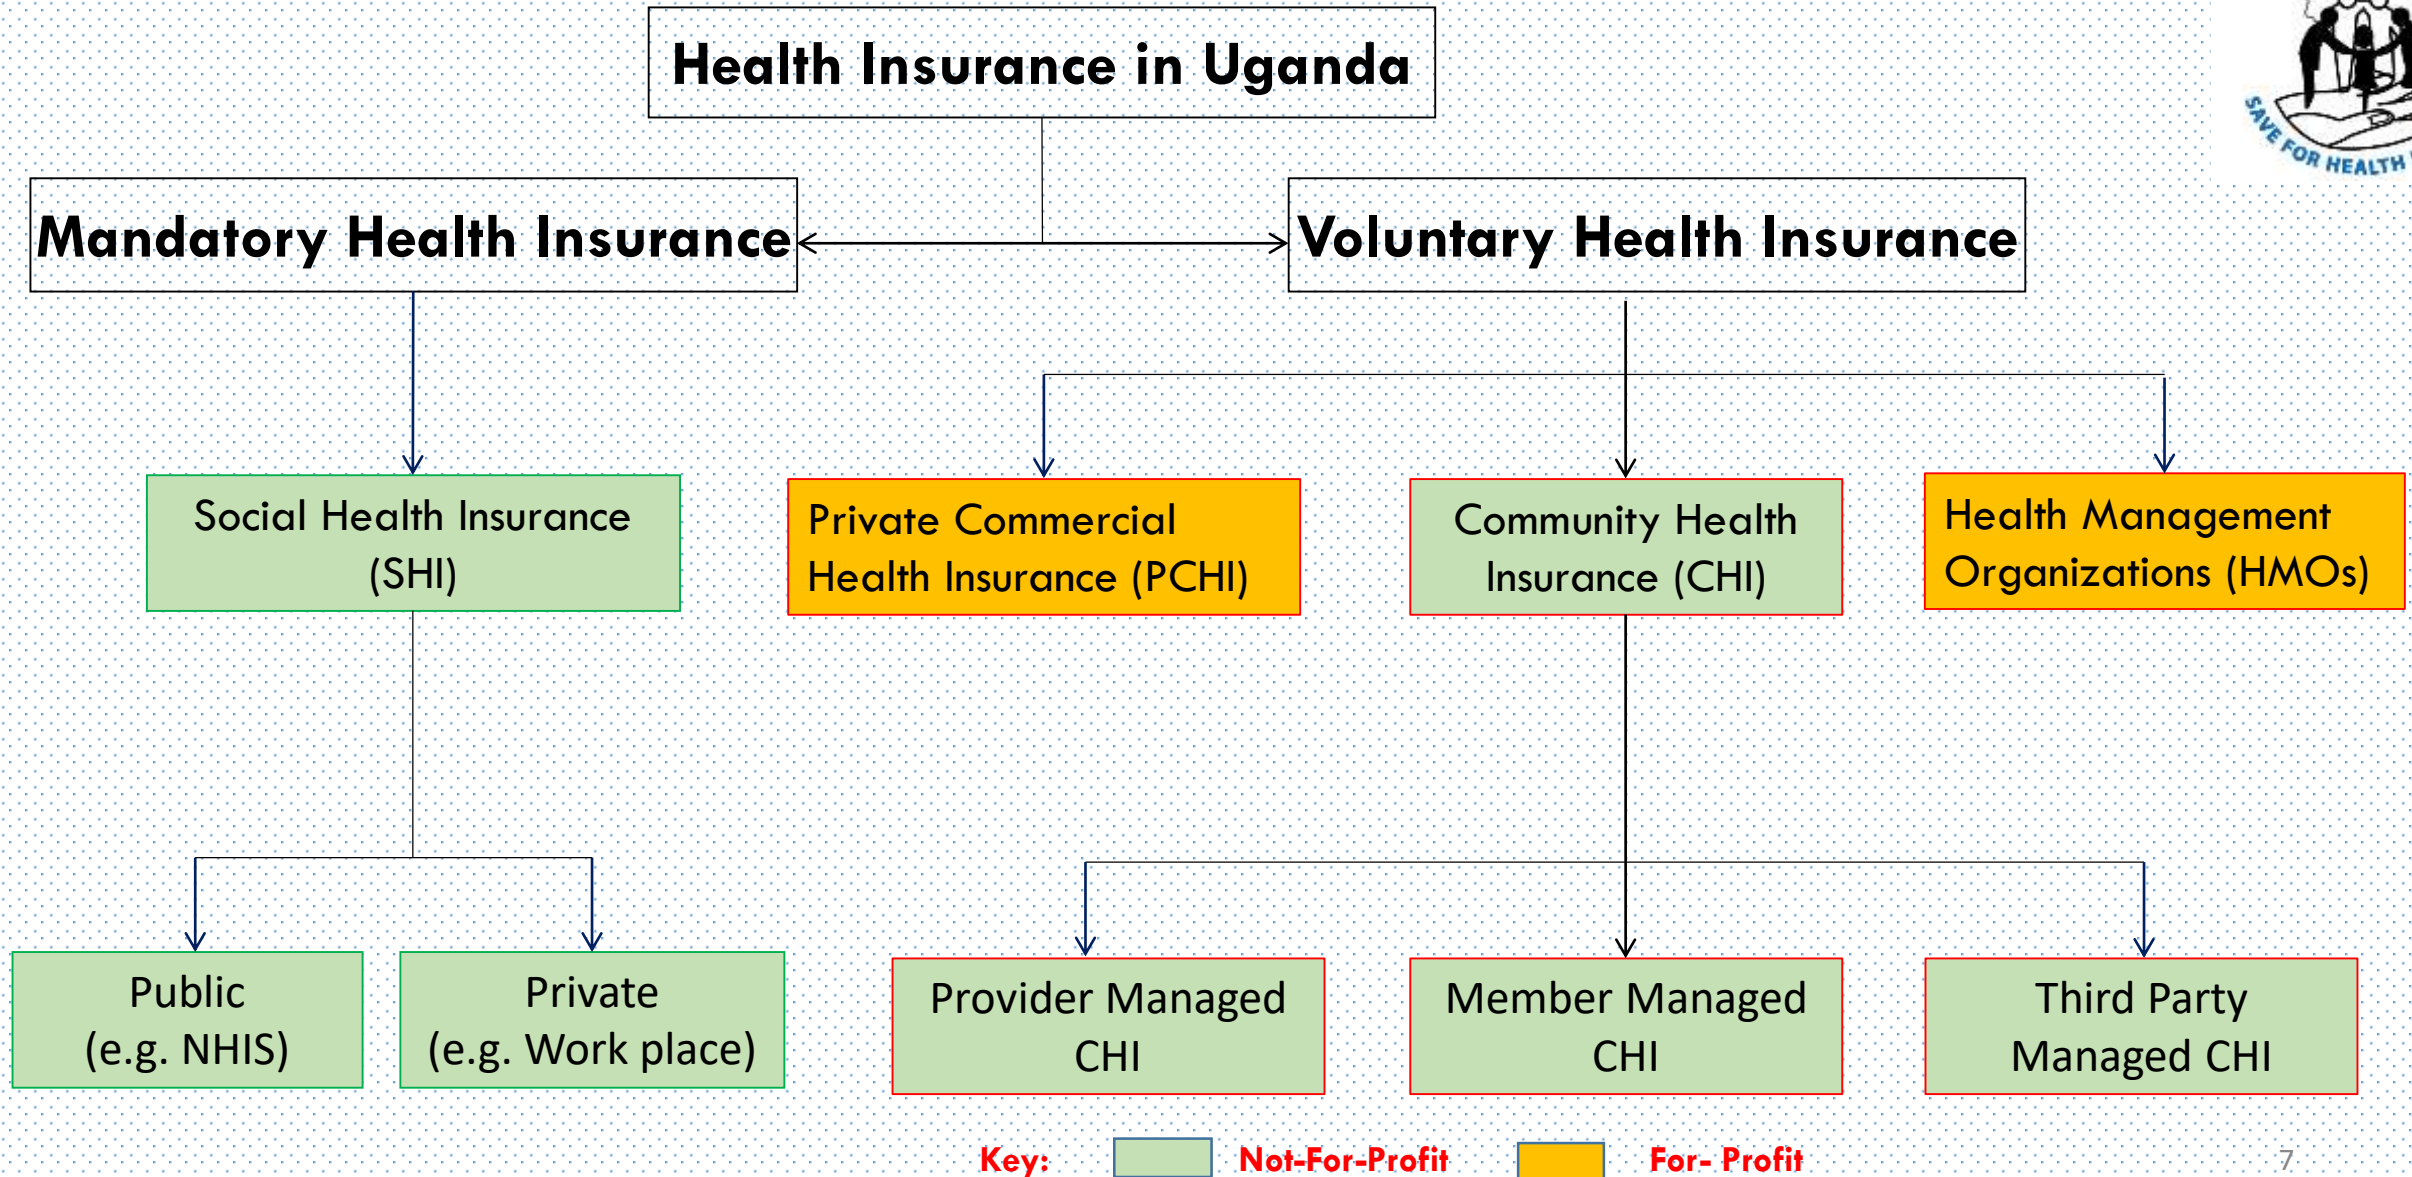 Health Insurance in Uganda
SAVE FOR HEALTH
Mandatory Health Insurance
Voluntary Health Insurance
Social Health Insurance
(SHI)
Private Commercial
Health Insurance (PCHI)
Community Health
Insurance (CHI)
Health Management
Organizations (HMOs)
Public
(e.g. NHIS)
Private
(e.g. Work place)
Provider Managed
CHI
Member Managed
CHI
Third Party
Managed CHI
Key:
Not-For-Profit
For- Profit
7